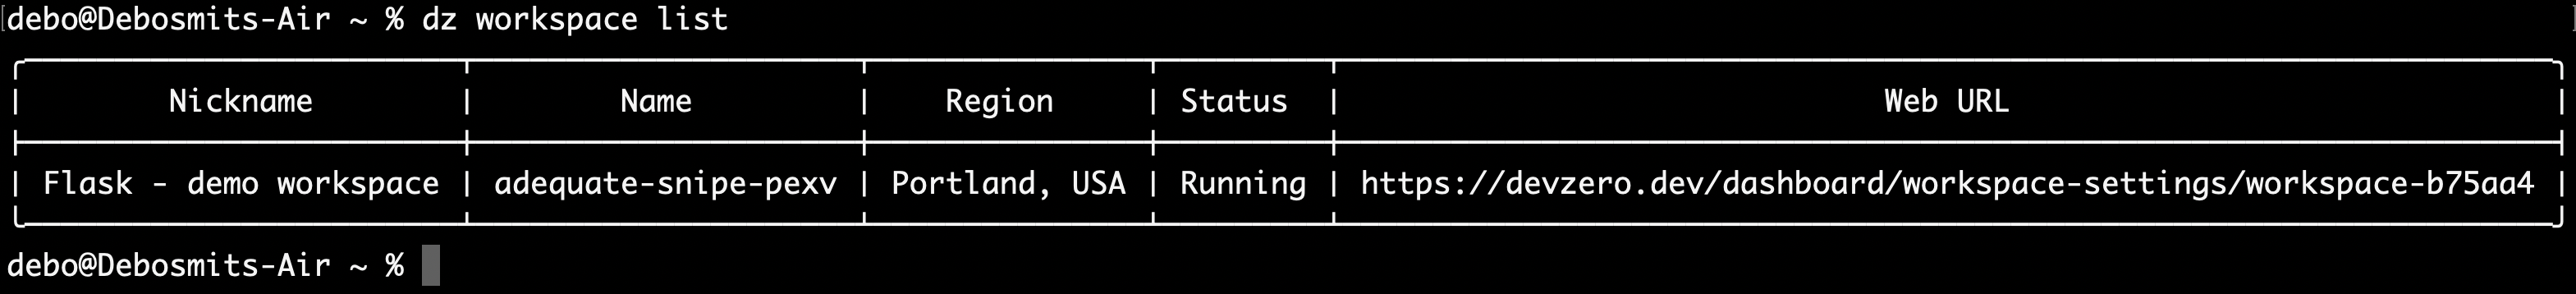 debo@Debosmits-Air ~ % dz workspace list
Nickname Name Region Status Web URL
Flask - demo workspace adequate-snipe-pexv Portland, USA Running https://devzero.dev/dashboard/workspace-settings/workspace-b75aa4
debo@Debosmits-Air ~ %